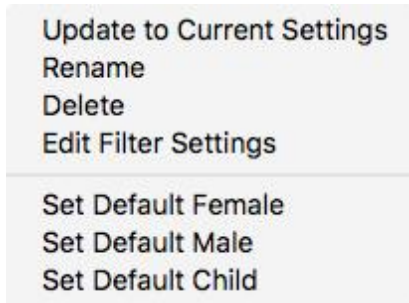 Update to Current Settings
Rename
Delete
Edit Filter Settings
Set Default Female
Set Default Male
Set Default Child